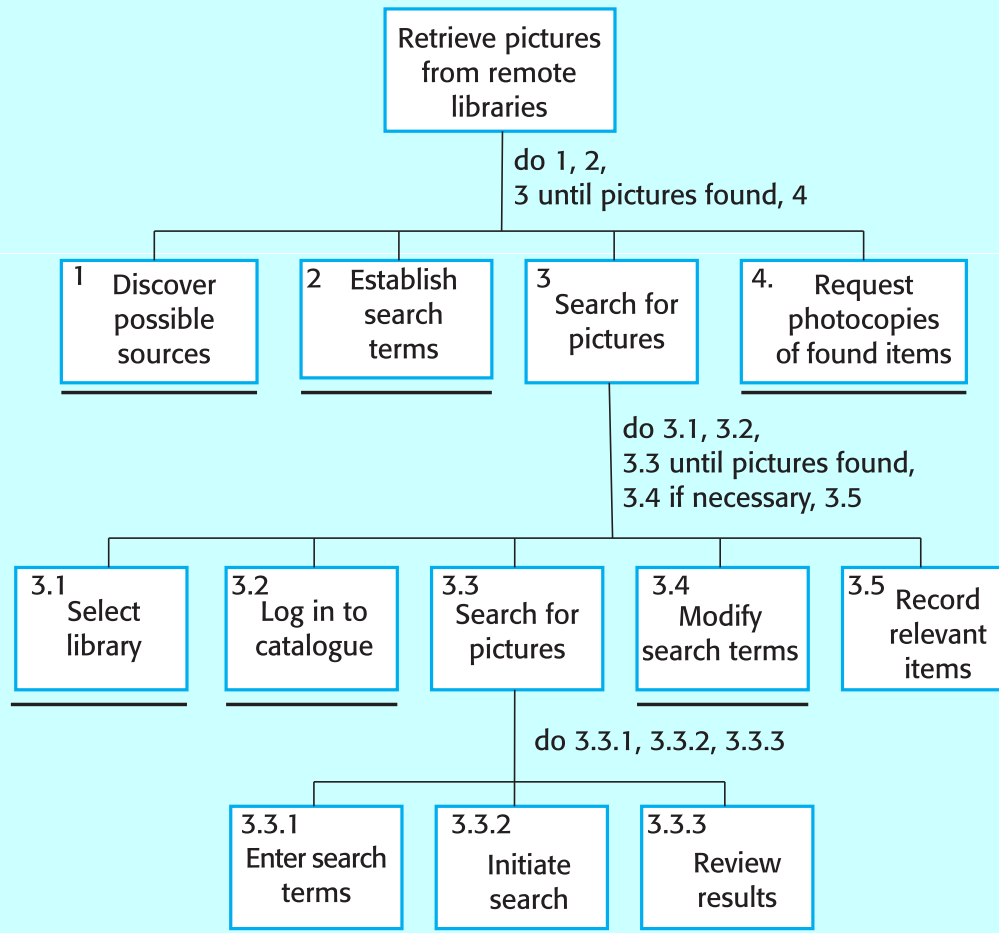 Retrieve pictures
from remote
libraries
do 1, 2,
3 until pictures found, 4
1
Discover
possible
sources
2
Establish
search
terms
3
Search for
pictures
4.
Request
photocopies
of found items
do 3.1, 3.2,
3.3 until pictures found,
3.4 if necessary, 3.5
3.1
Select
library
3.2
Log in to
catalogue
3.3
Search for
pictures
3.4
Modify
search terms
3.5
Record
relevant
items
do 3.3.1, 3.3.2, 3.3.3
3.3.1
Enter search
terms
3.3.2
Initiate
search
3.3.3
Review
results